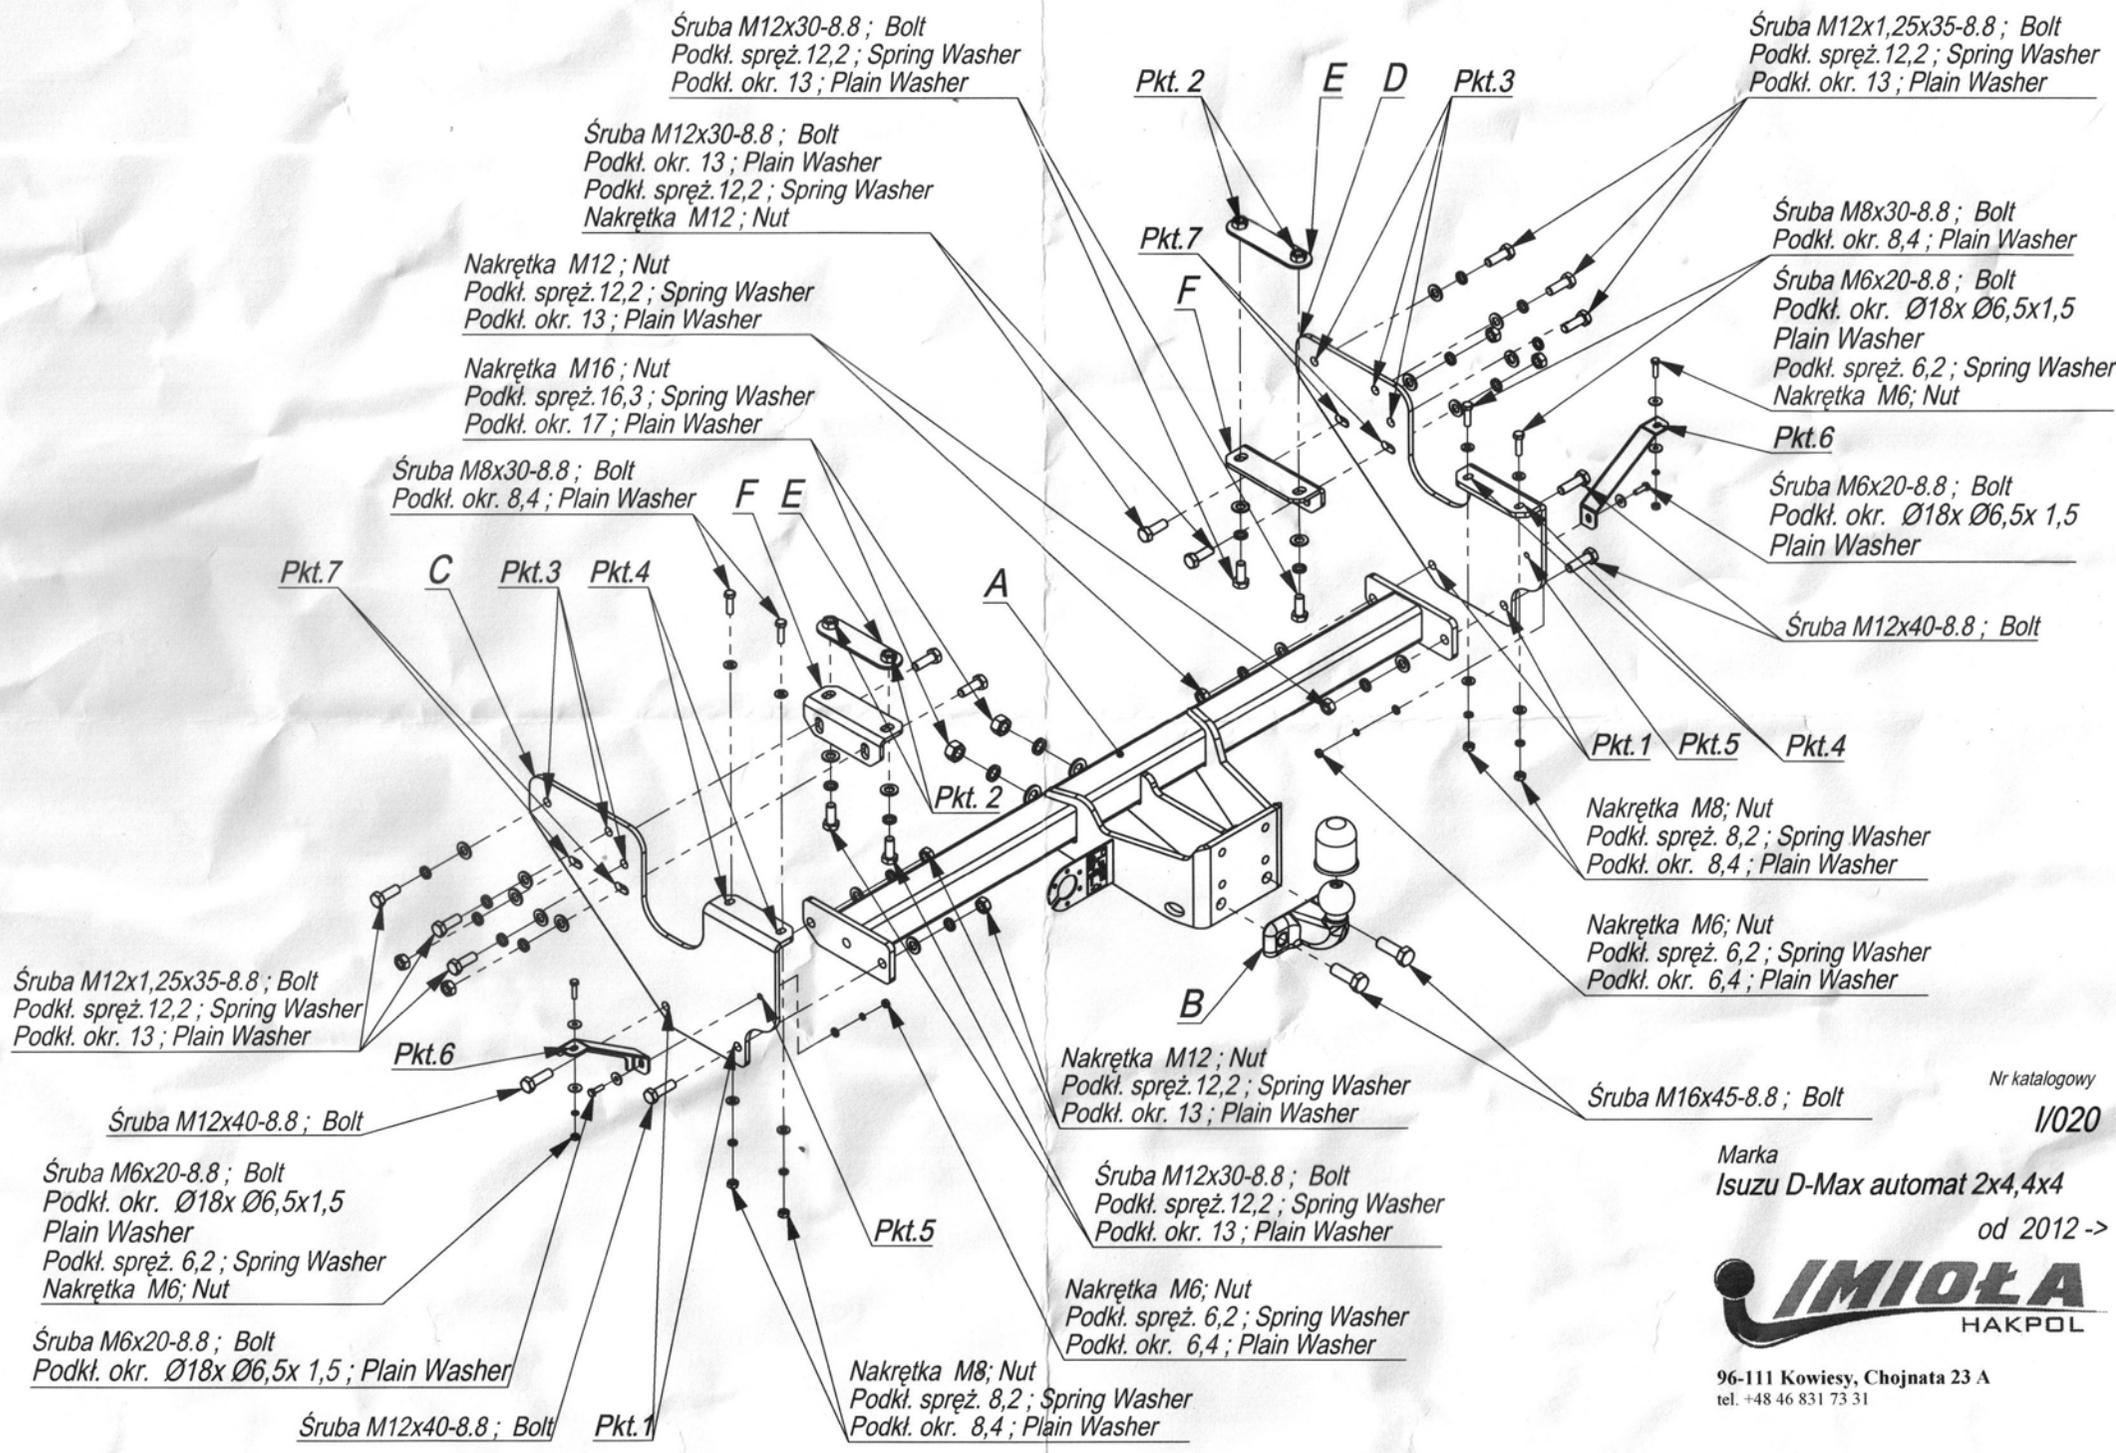 Śruba M12x30-8.8 ; Bolt
Podkł. spręż.12,2 ; Spring Washer
Podkł. okr. 13 ; Plain Washer
Śruba M12x30-8.8 ; Bolt
Podkł. okr. 13 ; Plain Washer
Podkł. spręż.12,2 ; Spring Washer
Nakrętka M12 ; Nut
Nakrętka M12 ; Nut
Podkł. spręż.12,2 ; Spring Washer
Podkł. okr. 13 ; Plain Washer
Nakrętka M16 ; Nut
Podkł. spręż.16,3 ; Spring Washer
Podkł. okr. 17 ; Plain Washer
Śruba M8x30-8.8 ; Bolt
Podkł. okr. 8,4 ; Plain Washer
F
E
Pkt.7
C
Pkt.3
Pkt.4
A
Pkt. 2
E
D
Pkt.3
Pkt.7
F
Śruba M12x1,25x35-8.8 ; Bolt
Podkł. spręż.12,2 ; Spring Washer
Podkł. okr. 13 ; Plain Washer
Śruba M8x30-8.8 ; Bolt
Podkł. okr. 8,4 ; Plain Washer
Śruba M6x20-8.8 ; Bolt
Podkł. okr. Ø18x Ø6,5x1,5
Plain Washer
Podkł. spręż. 6,2 ; Spring Washer
Nakrętka M6; Nut
Pkt.6
Śruba M6x20-8.8 ; Bolt
Podkł. okr. Ø18x Ø6,5x 1,5
Plain Washer
Śruba M12x40-8.8 ; Bolt
Pkt.1
Pkt.5
Pkt.4
Pkt. 2
Nakrętka M8; Nut
Podkł. spręż. 8,2 ; Spring Washer
Podkł. okr. 8,4 ; Plain Washer
Nakrętka M6; Nut
Podkł. spręż. 6,2 ; Spring Washer
Podkł. okr. 6,4 ; Plain Washer
B
Śruba M12x1,25x35-8.8 ; Bolt
Podkł. spręż.12,2 ; Spring Washer
Podkł. okr. 13 ; Plain Washer
Pkt.6
Śruba M12x40-8.8 ; Bolt
Śruba M6x20-8.8 ; Bolt
Podkł. okr. Ø18x Ø6,5x1,5
Plain Washer
Podkł. spręż. 6,2 ; Spring Washer
Nakrętka M6; Nut
Śruba M6x20-8.8 ; Bolt
Podkł. okr. Ø18x Ø6,5x 1,5 ; Plain Washer
Śruba M12x40-8.8 ; Bolt
Pkt.1
Pkt.5
Nakrętka M12 ; Nut
Podkł. spręż.12,2 ; Spring Washer
Podkł. okr. 13 ; Plain Washer
Śruba M12x30-8.8 ; Bolt
Podkł. spręż.12,2 ; Spring Washer
Podkł. okr. 13 ; Plain Washer
Nakrętka M6; Nut
Podkł. spręż. 6,2 ; Spring Washer
Podkł. okr. 6,4 ; Plain Washer
Nakrętka M8; Nut
Podkł. spręż. 8,2 ; Spring Washer
Podkł. okr. 8,4 ; Plain Washer
Śruba M16x45-8.8 ; Bolt
Nr katalogowy
I/020
Marka
Isuzu D-Max automat 2x4,4x4
od 2012 ->
IMIOŁA
HAKPOL
96-111 Kowiesy, Chojnata 23 A
tel. +48 46 831 73 31